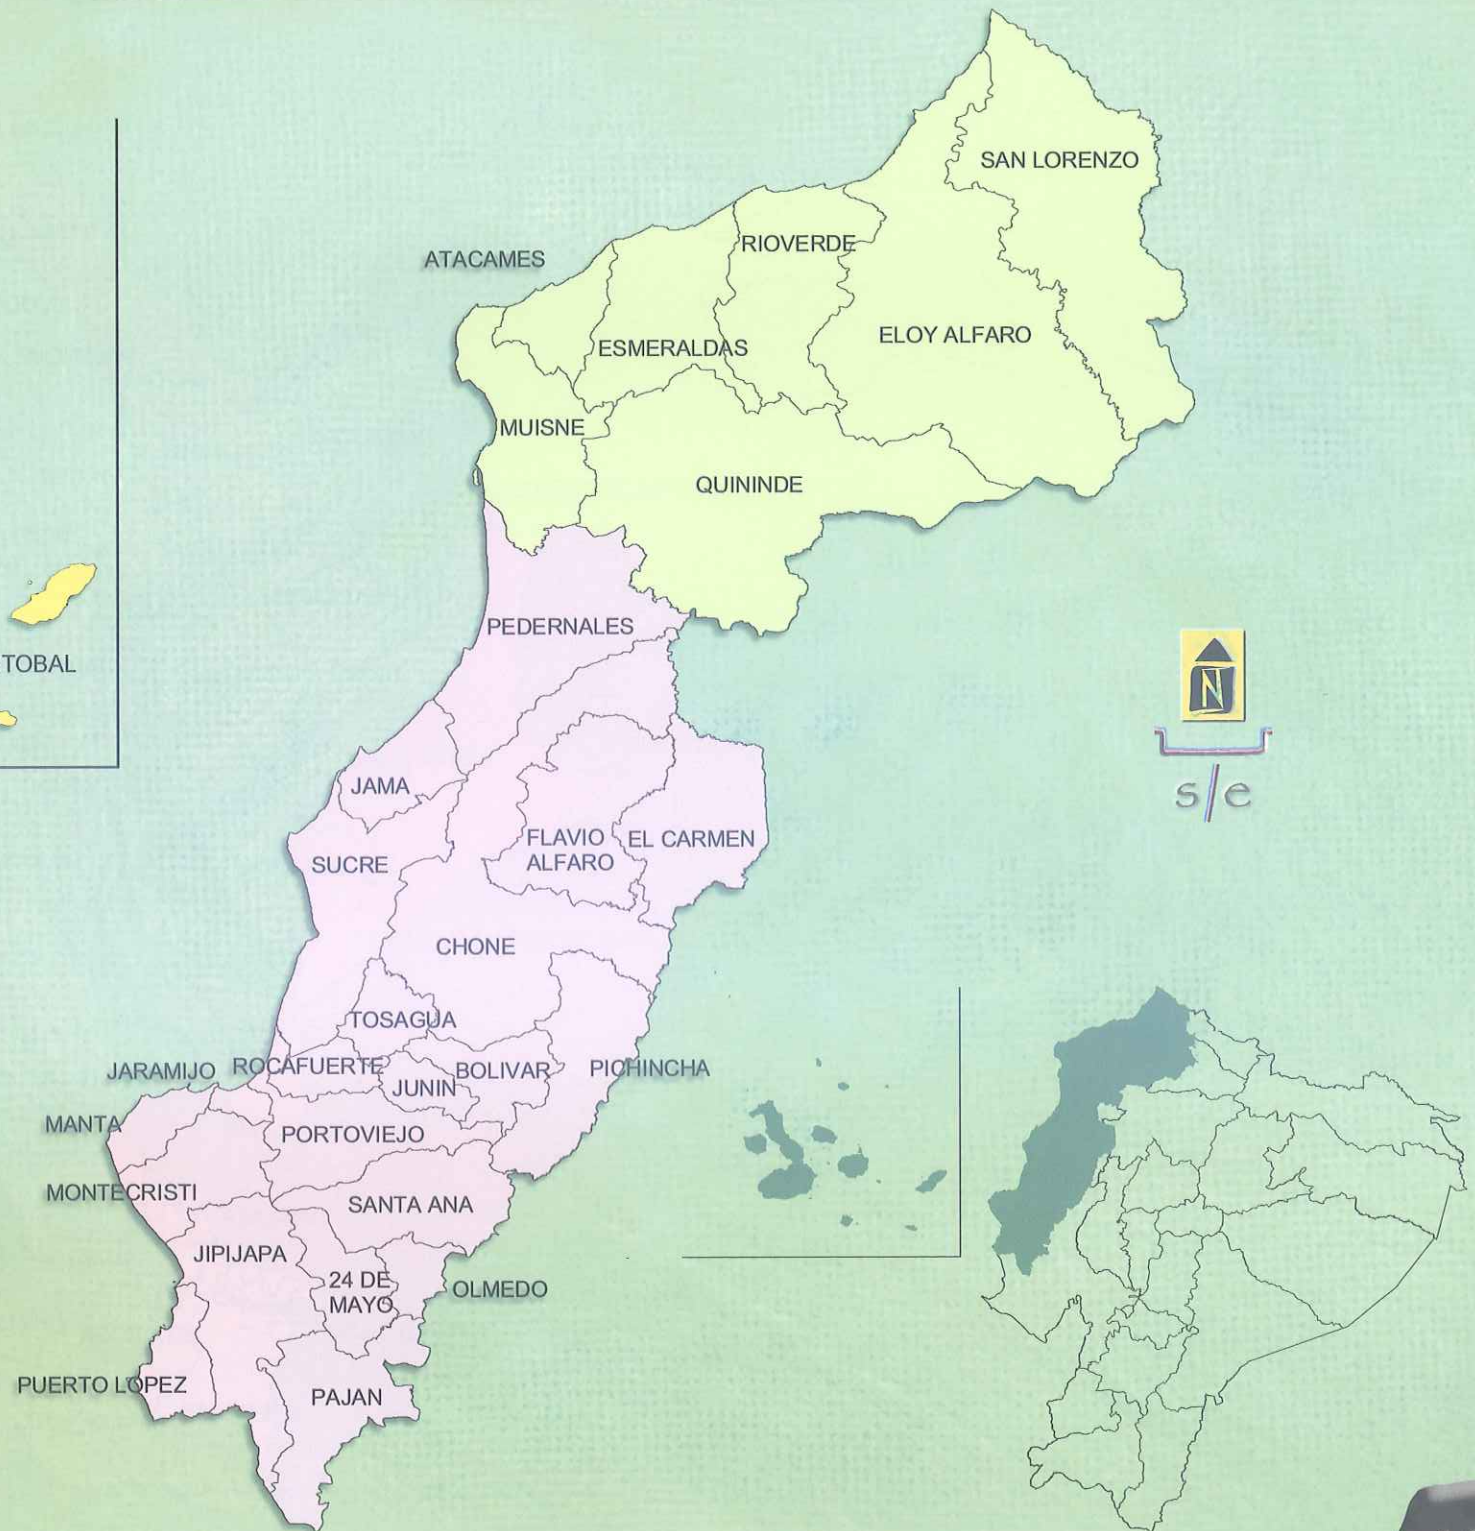 SAN LORENZO
RIOVERDE
ATACAMES
ELOY ALFARO
ESMERALDAS
MUISNE
QUININDE
PEDERNALES
TOBAL
N
JAMA
s/e
FLAVIO
ALFARO
EL CARMEN
SUCRE
CHONE
TOSAGUA
JARAMIJO
ROCAFUERTE
BOLIVAR
PICHINCHA
JUNIN
MANTA
PORTOVIEJO
MONTECRISTI
SANTA ANA
JIPIJAPA
24 DE
MAYO
OLMEDO
PUERTO LOPEZ
PAJAN